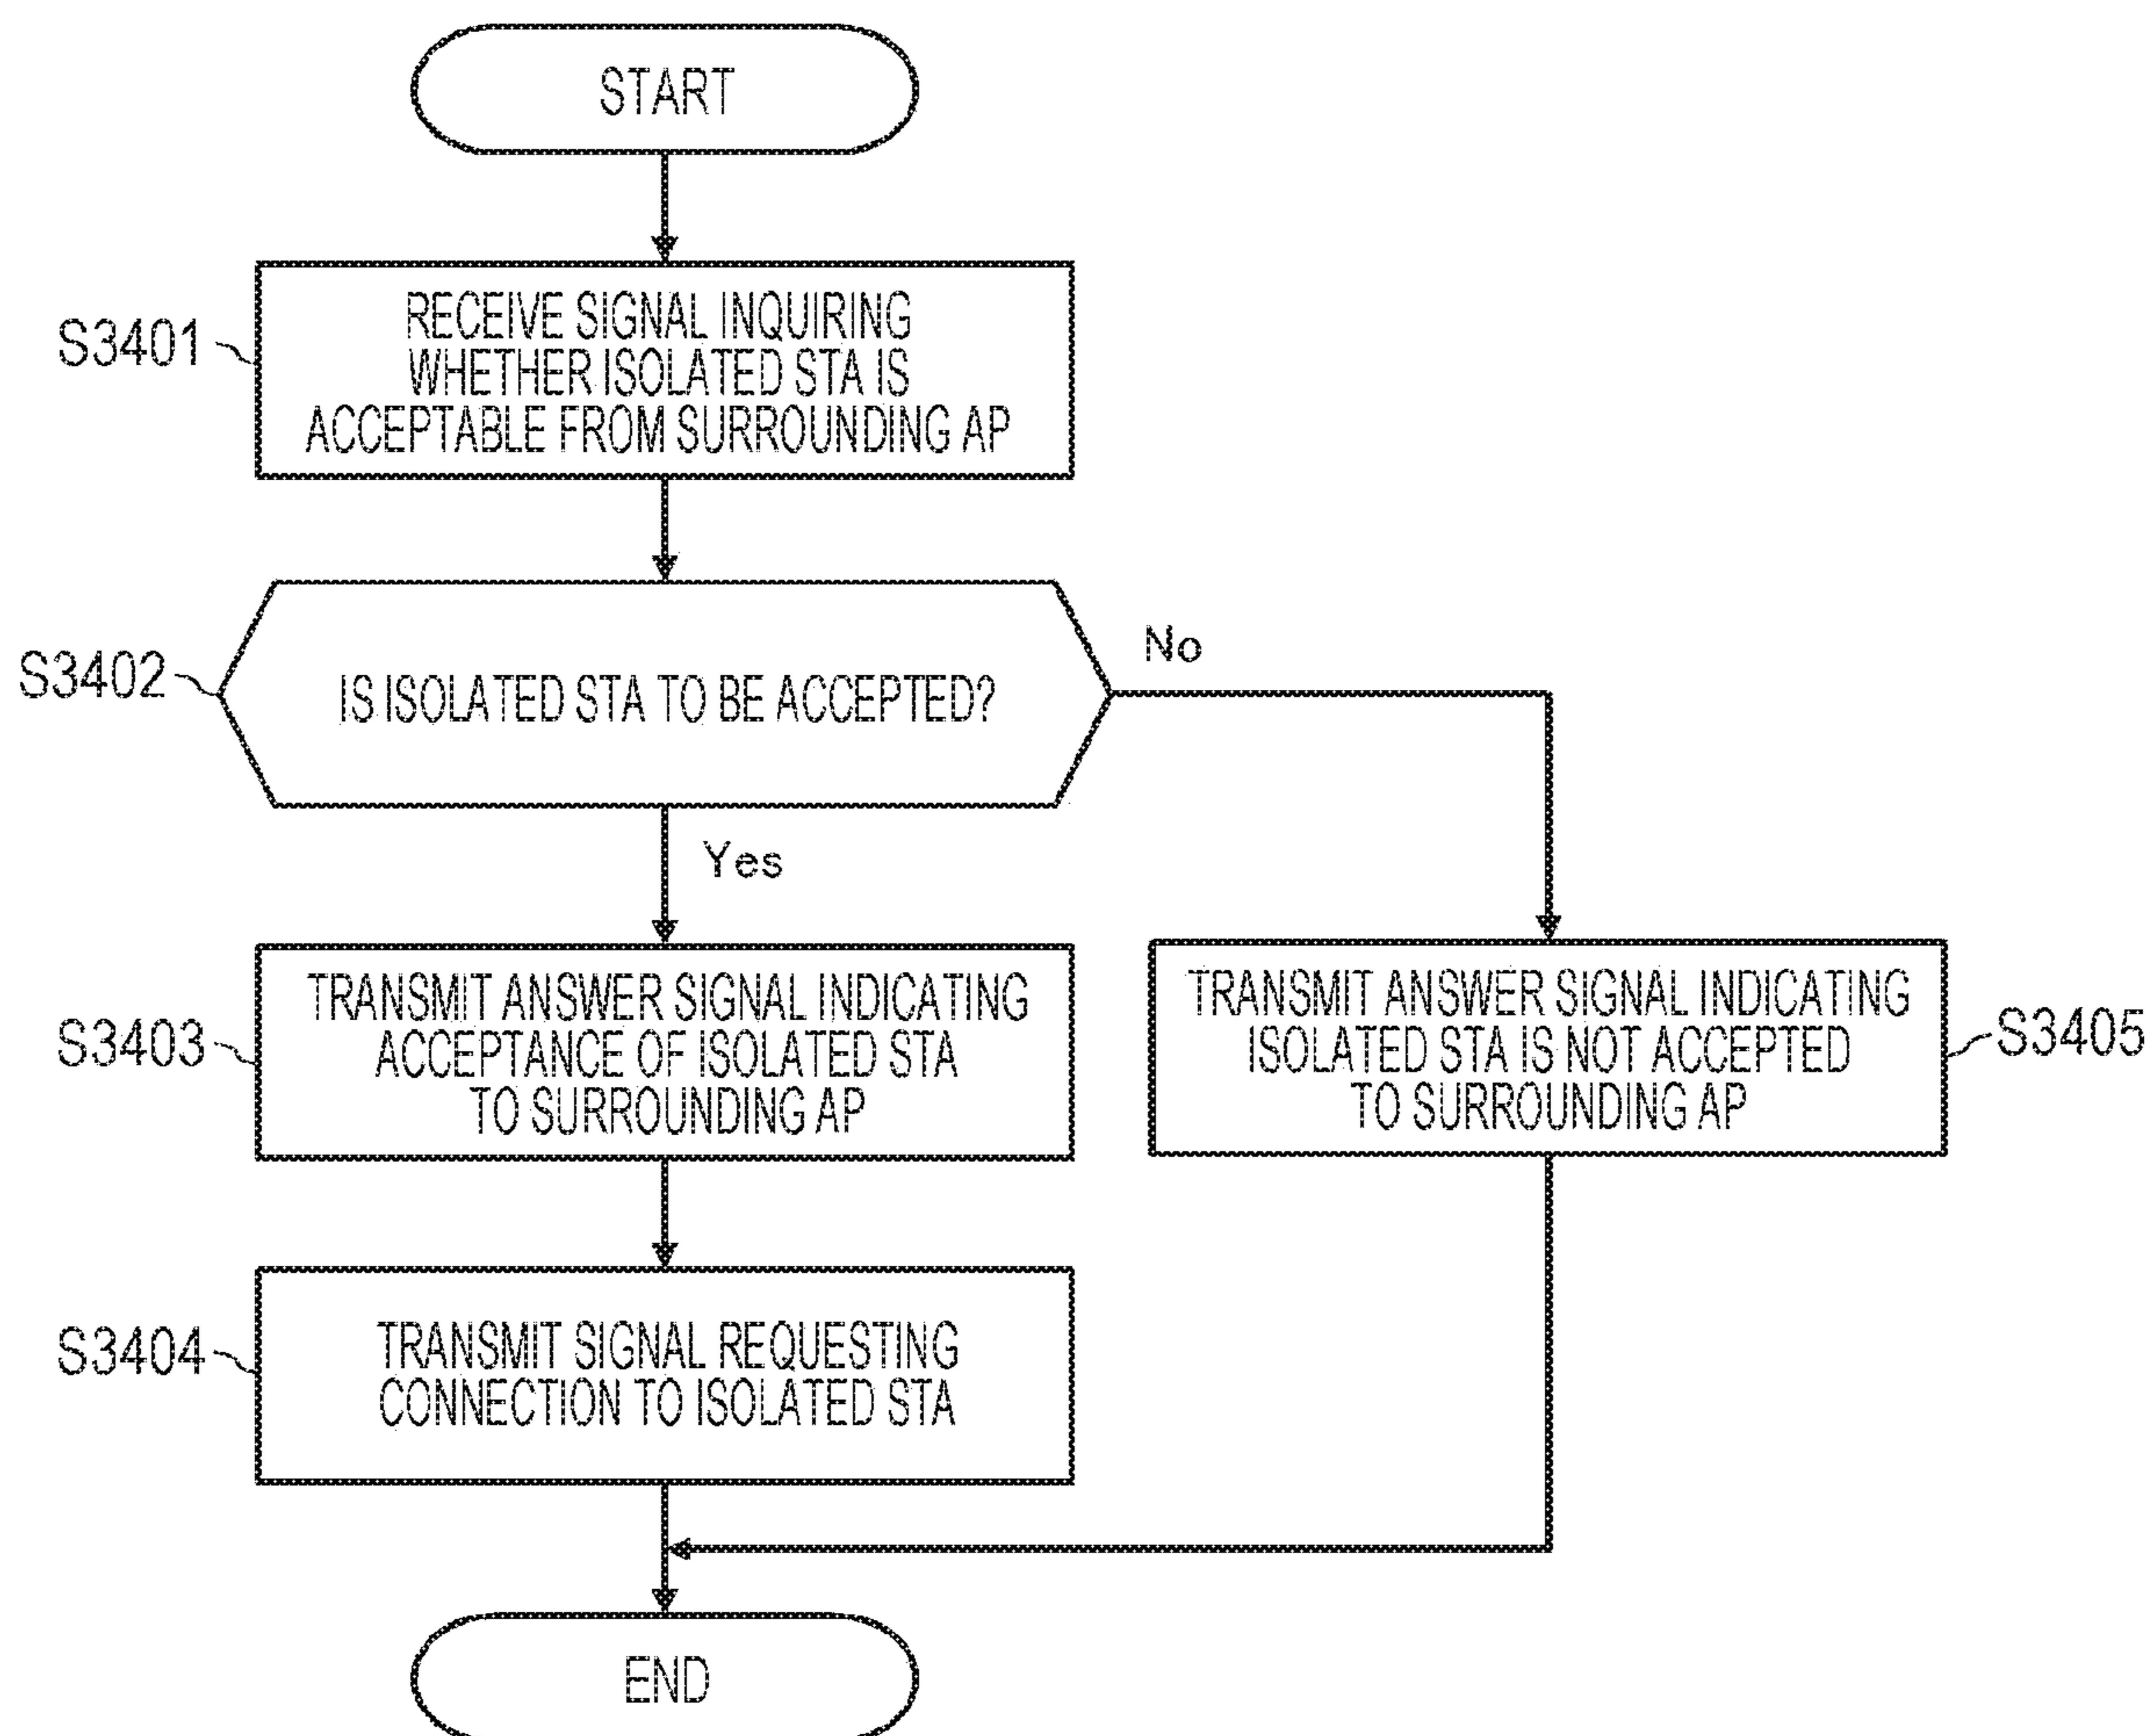 START
S3401
RECEIVE SIGNAL INQUIRING
WHETHER ISOLATED STA IS
ACCEPTABLE FROM SURROUNDING AP
S3402
IS ISOLATED STA TO BE ACCEPTED?
No
Yes
S3403
TRANSMIT ANSWER SIGNAL INDICATING
ACCEPTANCE OF ISOLATED STA
TO SURROUNDING AP
TRANSMIT ANSWER SIGNAL INDICATING
ISOLATED STA IS NOT ACCEPTED
TO SURROUNDING AP
S3405
S3404
TRANSMIT SIGNAL REQUESTING
CONNECTION TO ISOLATED STA
END